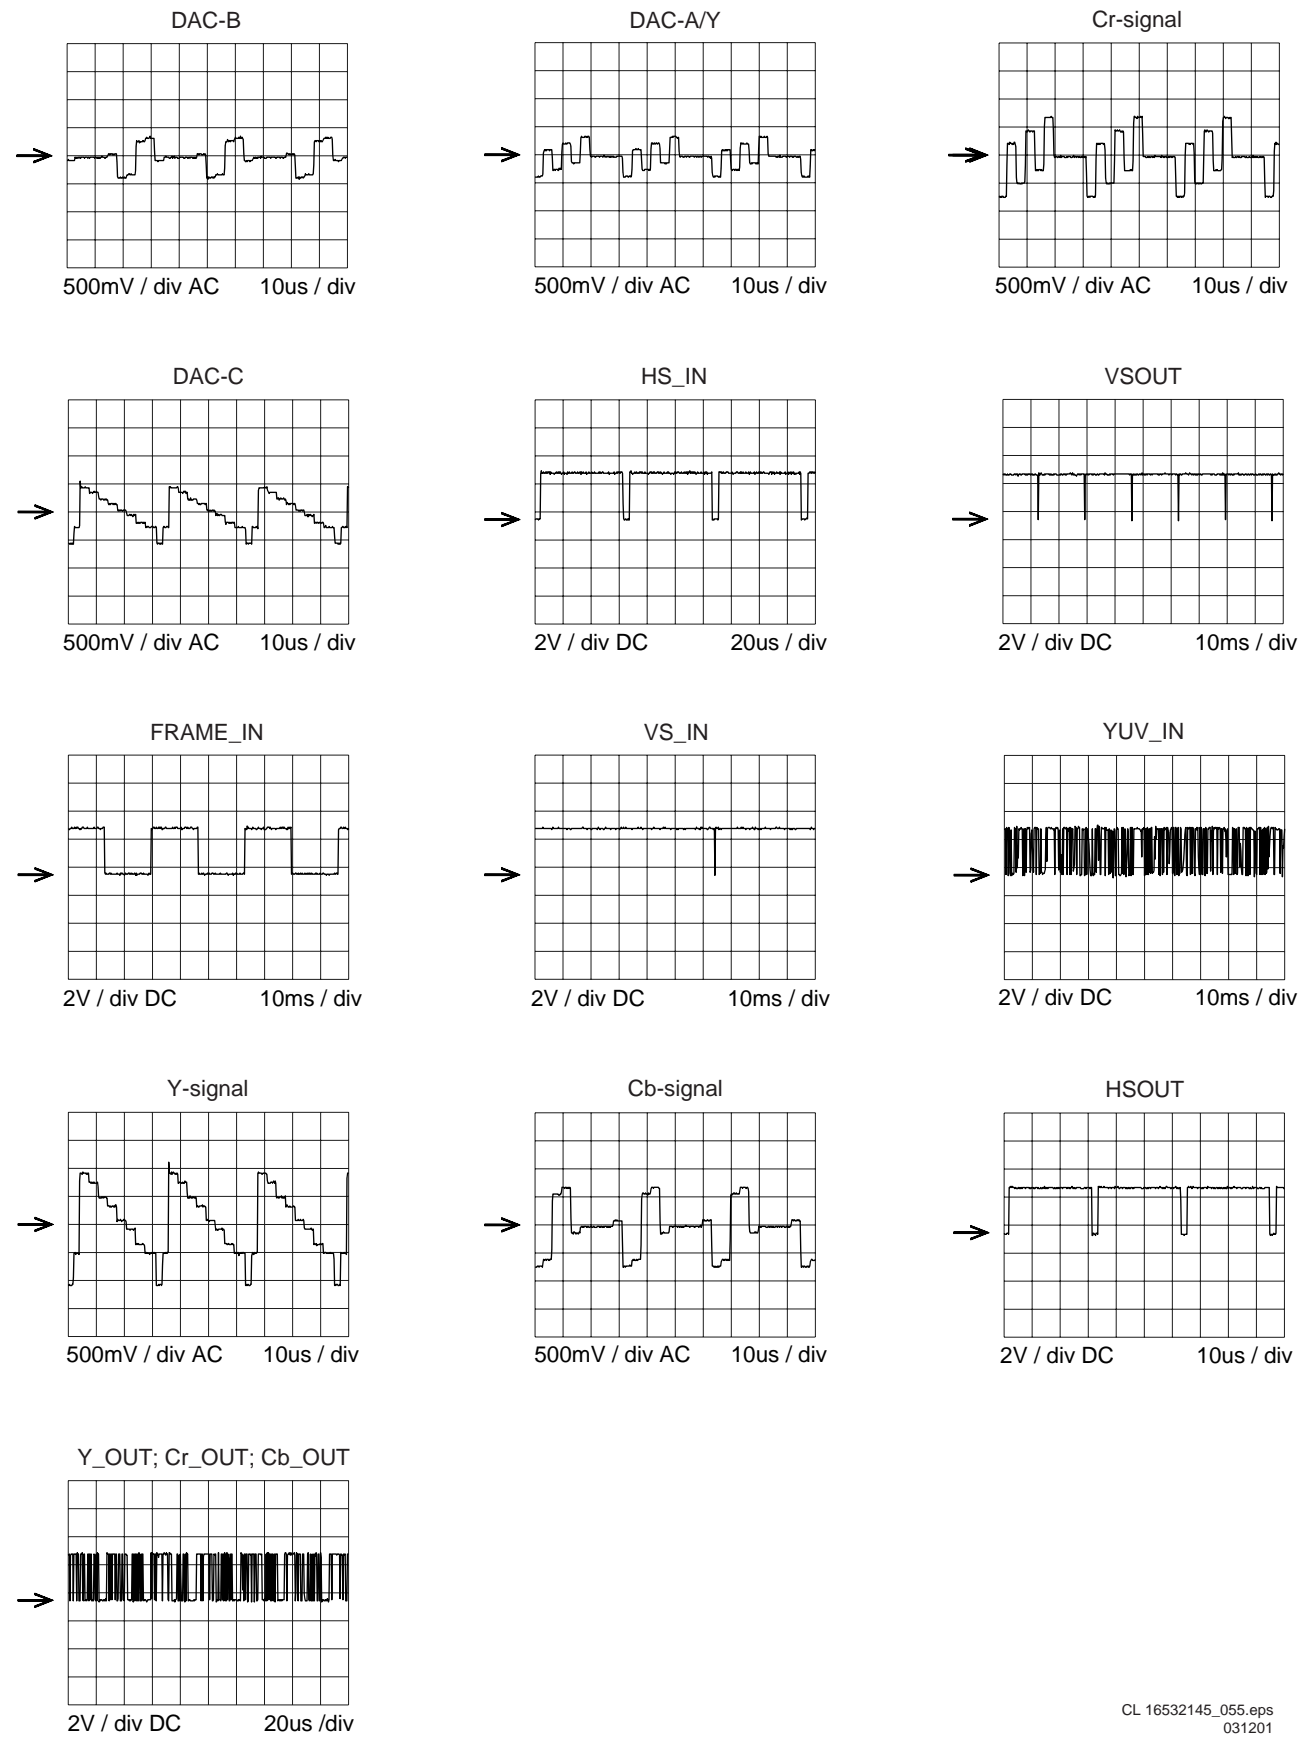 DAC-B
DAC-A/Y
Cr-signal
500mV / div AC 10us / div
500mV / div AC 10us / div
500mV / div AC 10us / div
DAC-C
HS_IN
VSOUT
500mV / div AC 10us / div
2V / div DC 20us / div
2V / div DC 10ms / div
FRAME_IN
VS_IN
YUV_IN
2V / div DC 10ms / div
2V / div DC 10ms / div
2V / div DC 10ms / div
Y-signal
Cb-signal
HSOUT
500mV / div AC 10us / div
500mV / div AC 10us / div
2V / div DC 10us / div
Y_OUT; Cr_OUT; Cb_OUT
2V / div DC 20us /div
CL 16532145_055.eps
031201